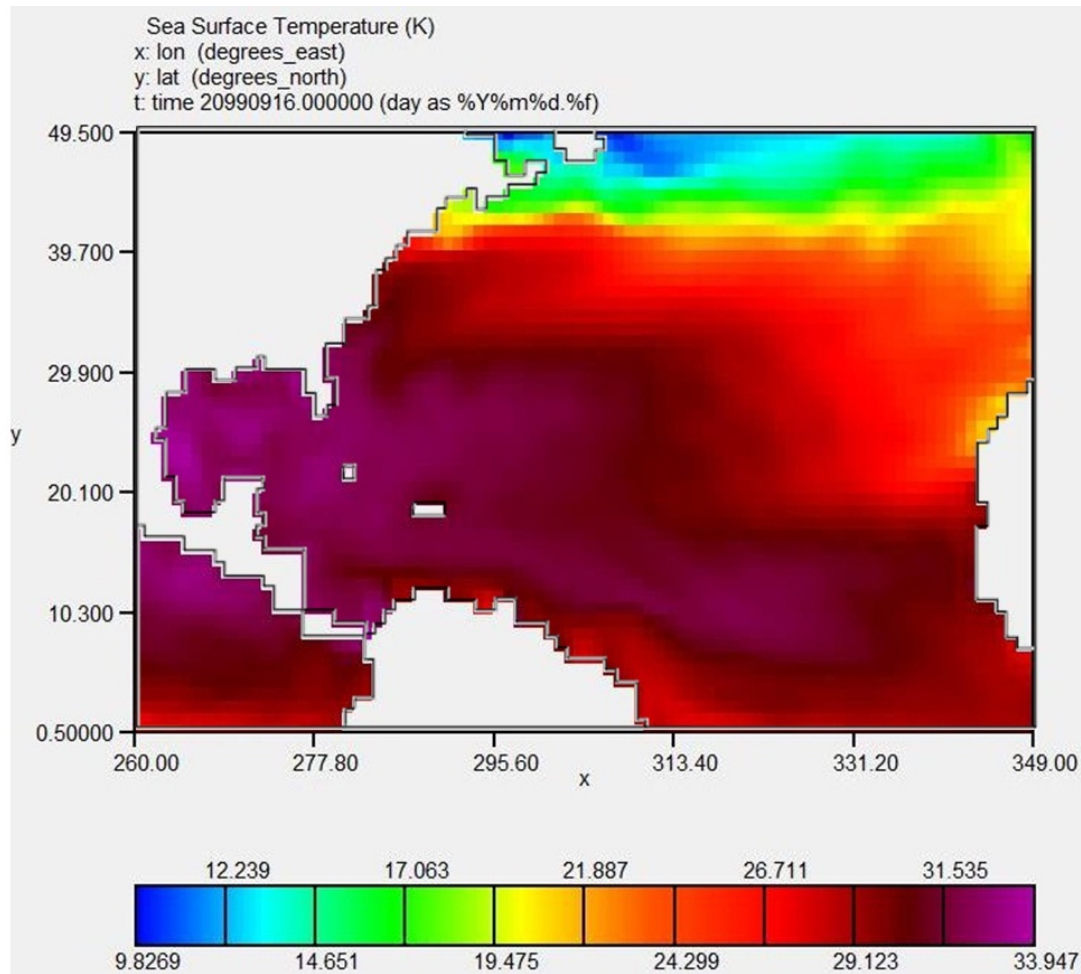 Sea Surface Temperature (K)
x: lon (degrees_east)
y: lat (degrees_north)
t: time 20990916.000000 (day as %Y%m%d.%f)
49.500
39.700
29.900
y
20.100
10.300
0.50000
260.00 277.80 295.60 313.40 331.20 349.00
x
12.239 17.063 21.887 26.711 31.535
9.8269 14.651 19.475 24.299 29.123 33.947